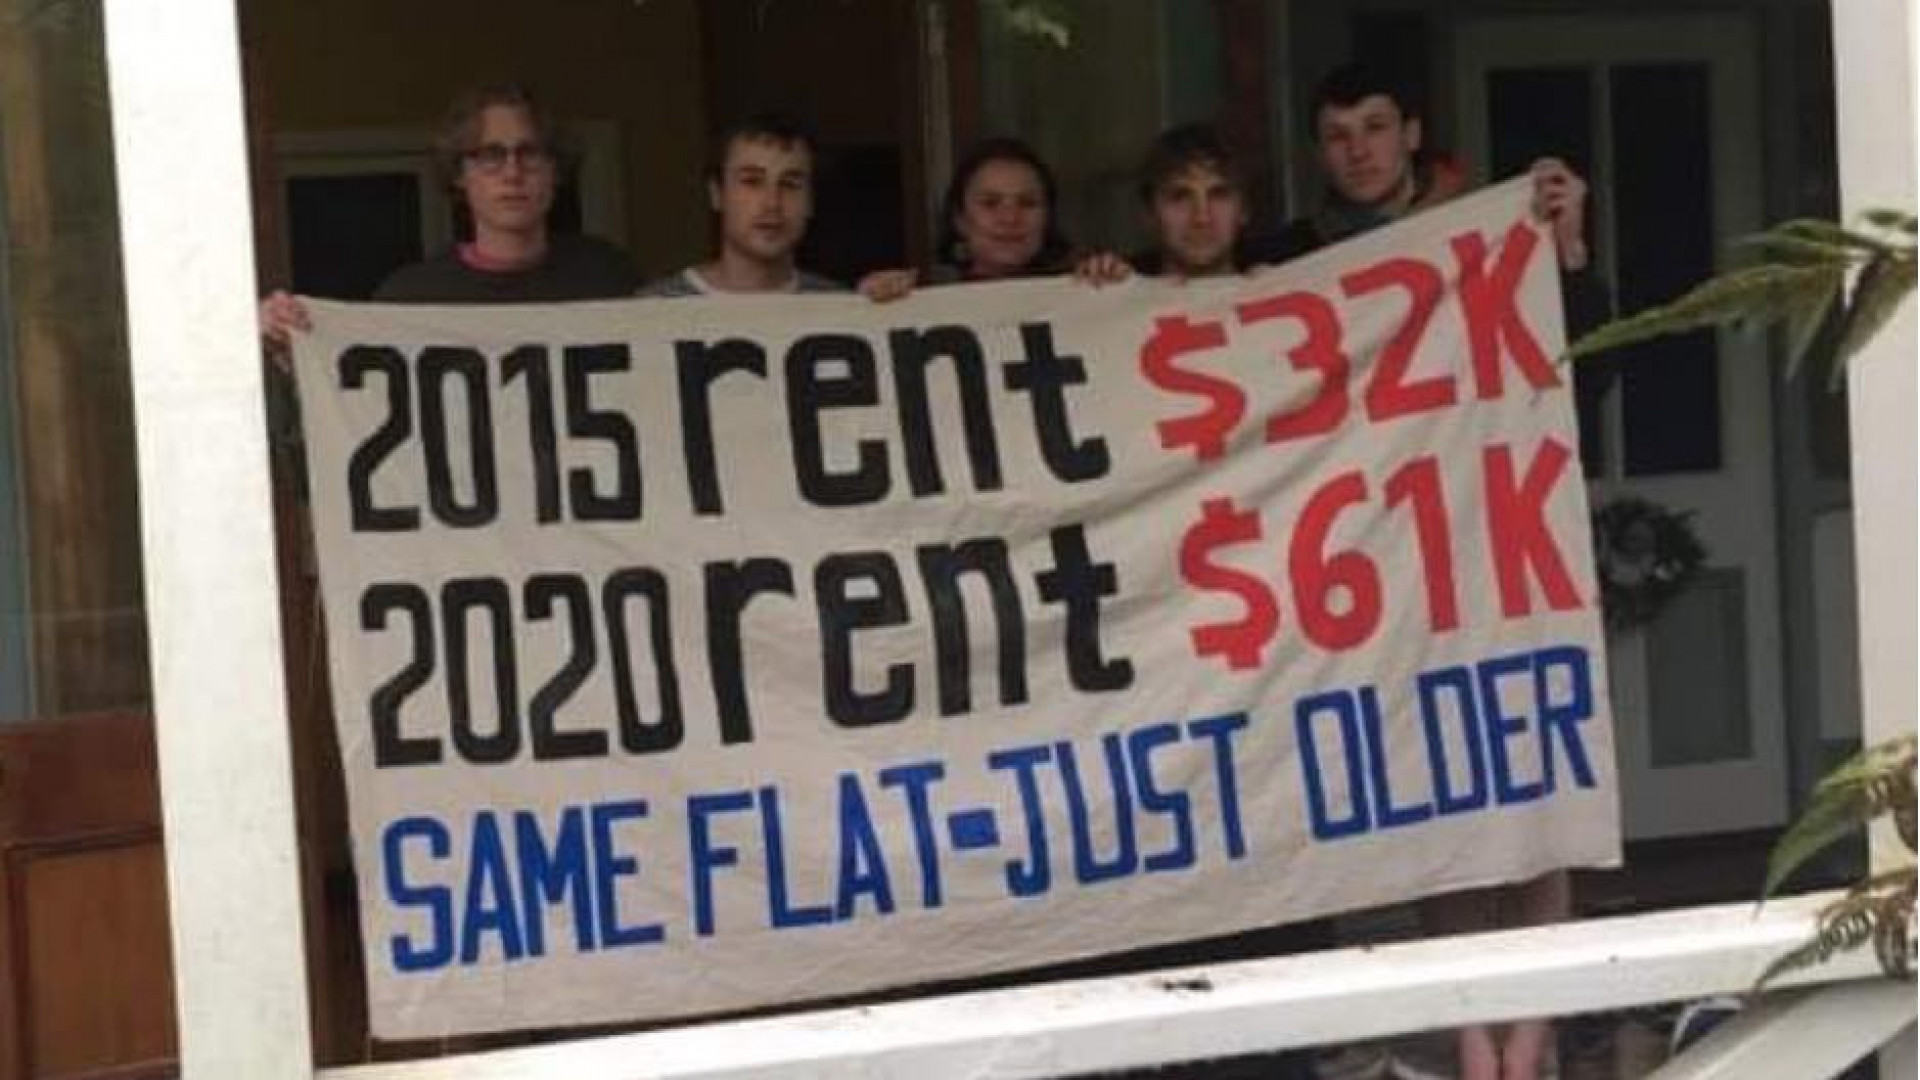 2015 rent $32K
2020 rent $61K
SAME FLAT-JUST OLDER